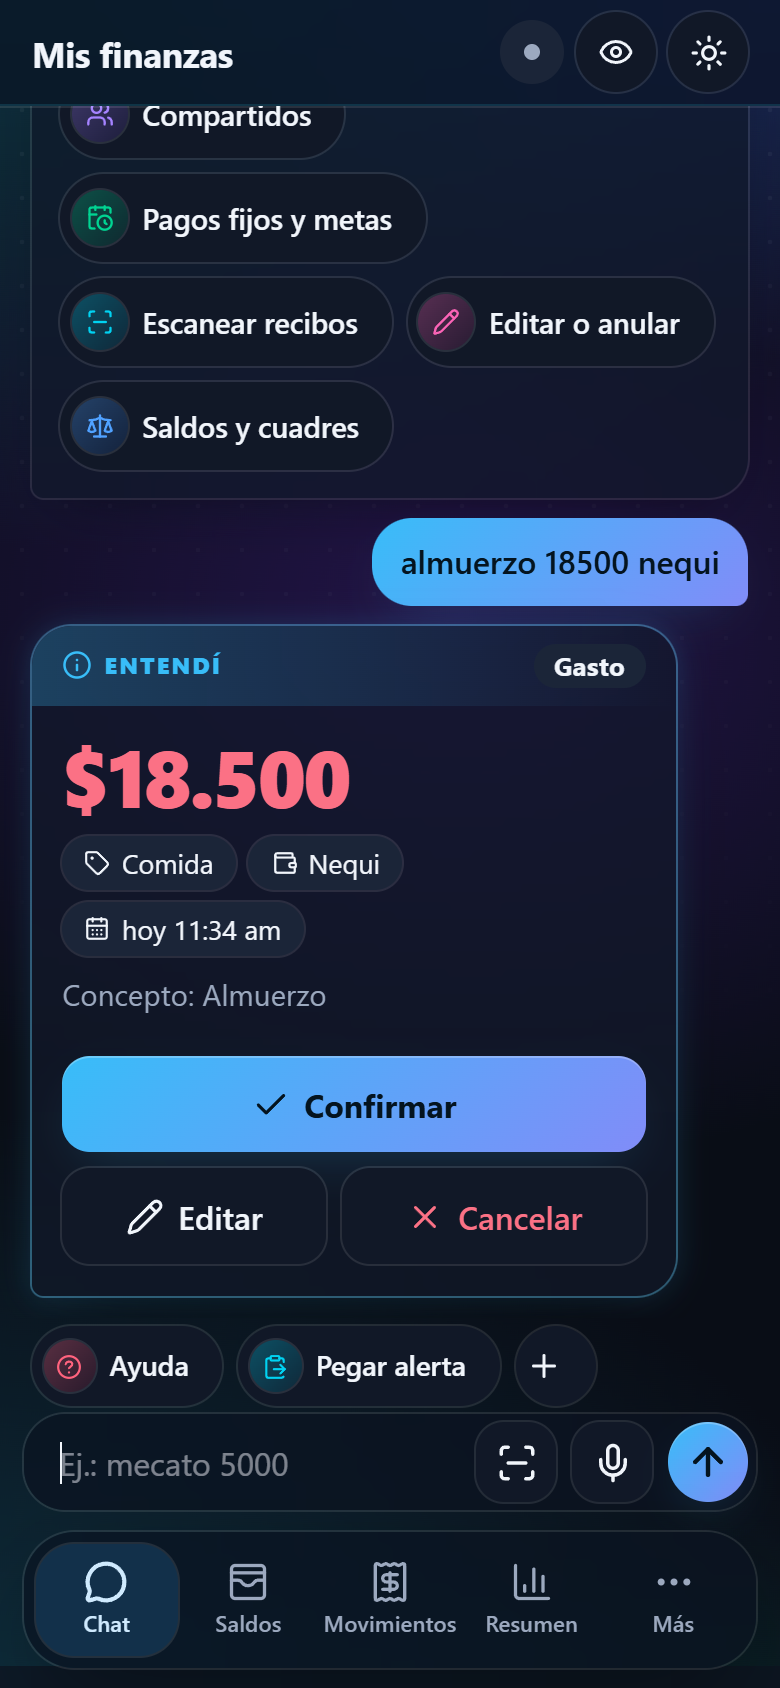 Mis finanzas
Compartidos
Pagos fijos y metas
Escanear recibos
Editar o anular
Saldos y cuadres
almuerzo 18500 nequi
ENTENDÍ
Gasto
$18.500
Comida
Nequi
hoy 11:34 am
Concepto: Almuerzo
Confirmar
Editar
Cancelar
Ayuda
Pegar alerta
Ej.: mecato 5000
Chat
Saldos
Movimientos
Resumen
Más